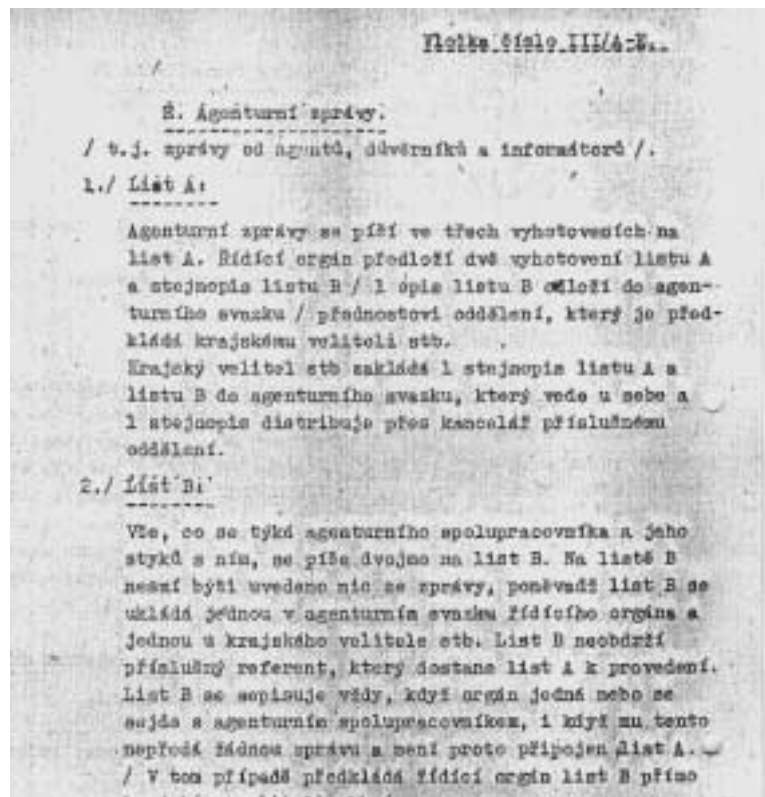 Vložka číslo III/A-E..
E. Agenturní zprávy.
/ t.j. zprávy od agentů, důvěrníků a informátorů /.
1./ List A:
Agenturní zprávy se píší ve třech vyhotoveních na
list A. Řídící orgán předloží dvě vyhotovení listu A
a stejnopis listu B / 1 opis listu B odloží do agen-
turního svazku / přednostovi oddělení, který je před-
kládá krajskému veliteli stb.
Krajský velitel stb zakládá 1 stejnopis listu A a
listu B do agenturního svazku, který vede u sebe a
1 stejnopis distribuje přes kancelář příslušnému
oddělení.
2./ List B:
Vše, co se týká agenturního spolupracovníka a jeho
styků s ním, se píše dvojmo na list B. Na listě B
nesmí býti uvedeno nic ze zprávy, poněvadž list B se
ukládá jednou v agenturním svazku řídícího orgána a
jednou u krajského velitele stb. List B neobdrží
příslušný referent, který dostane list A k provedení.
List B se sepisuje vždy, když orgán jedná nebo se
sejde s agenturním spolupracovníkem, i když mu tento
nepředá žádnou zprávu a není proto připojen list A.
/ V tom případě předkládá řídící orgán list B přímo